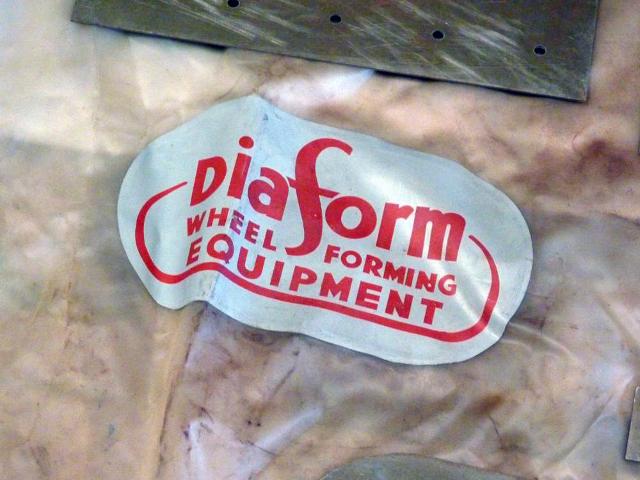 Diaform
WHEEL FORMING
EQUIPMENT